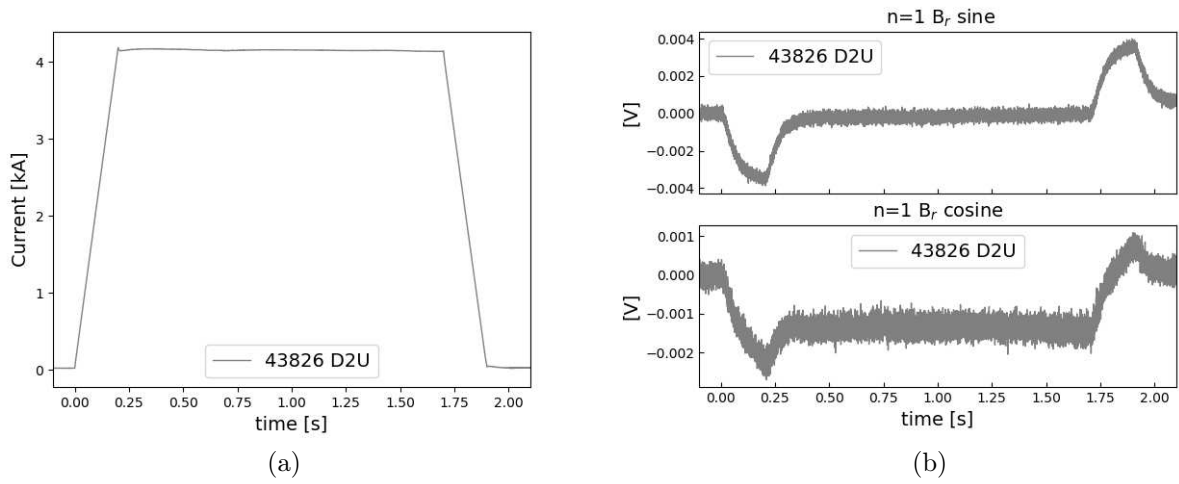 4
3
2
1
0
Current [kA]
43826 D2U
0.00 0.25 0.50 0.75 1.00 1.25 1.50 1.75 2.00
time [s]
(a)
n=1 Br sine
0.004
0.002
0.000
−0.002
−0.004
[V]
43826 D2U
n=1 Br cosine
0.001
0.000
−0.001
−0.002
[V]
43826 D2U
0.00 0.25 0.50 0.75 1.00 1.25 1.50 1.75 2.00
time [s]
(b)